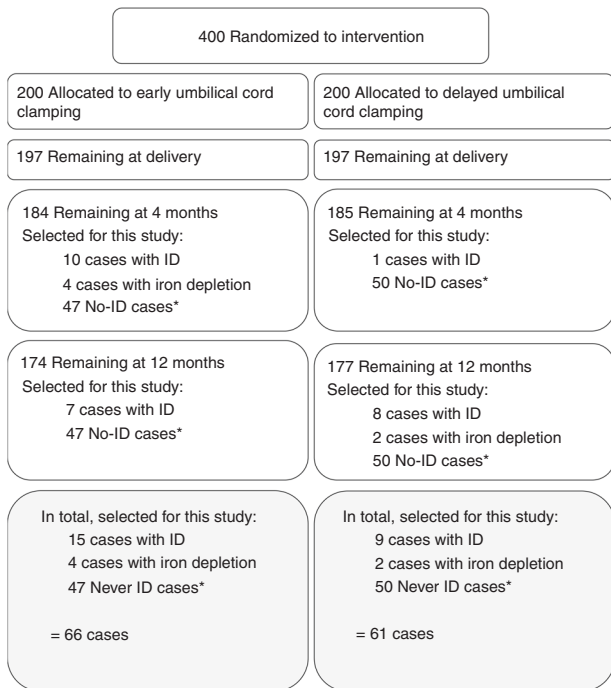 400 Randomized to intervention
200 Allocated to early umbilical cord
clamping
200 Allocated to delayed umbilical
cord clamping
197 Remaining at delivery
197 Remaining at delivery
184 Remaining at 4 months
Selected for this study:
10 cases with ID
4 cases with iron depletion
47 No-ID cases*
185 Remaining at 4 months
Selected for this study:
1 cases with ID
50 No-ID cases*
174 Remaining at 12 months
Selected for this study:
7 cases with ID
47 No-ID cases*
177 Remaining at 12 months
Selected for this study:
8 cases with ID
2 cases with iron depletion
50 No-ID cases*
In total, selected for this study:
15 cases with ID
4 cases with iron depletion
47 Never ID cases*
= 66 cases
In total, selected for this study:
9 cases with ID
2 cases with iron depletion
50 Never ID cases*
= 61 cases